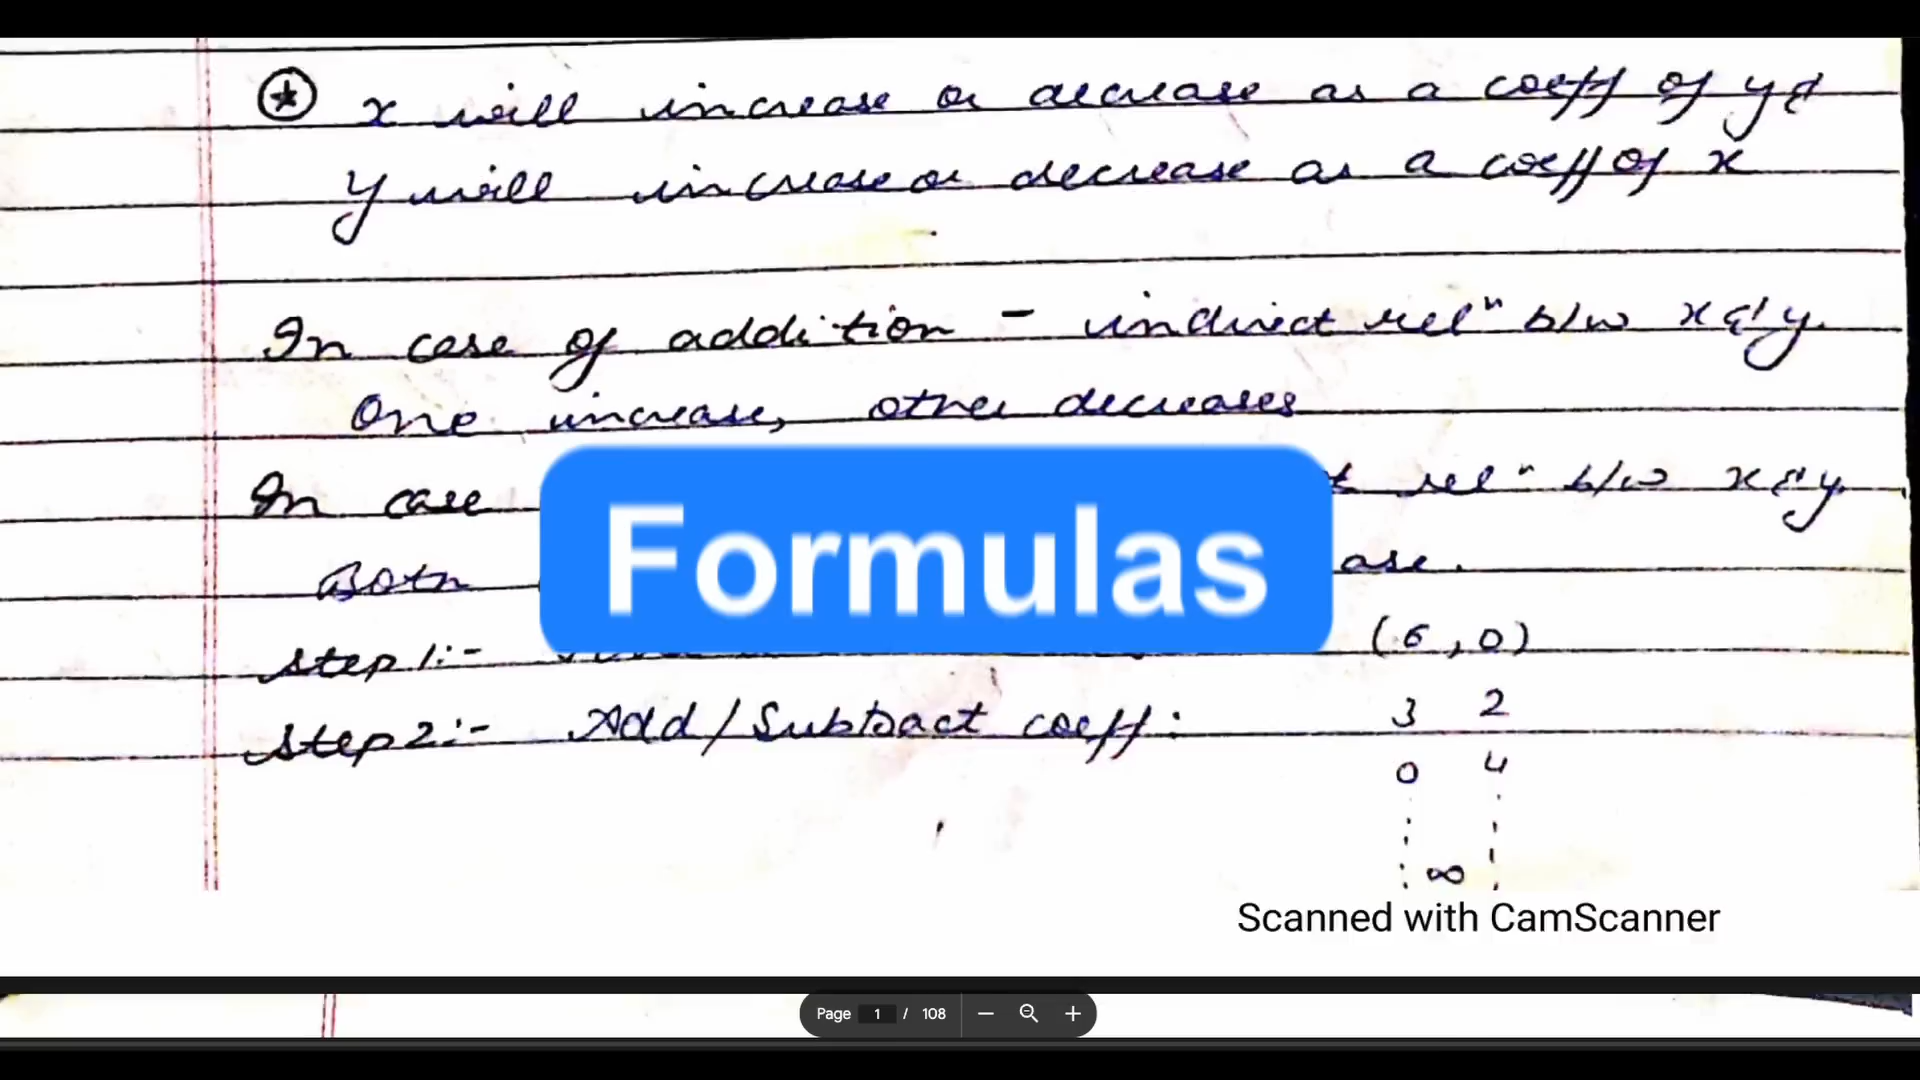 ⊛ x will increase or decrease as a coeff of y &
y will increase or decrease as a coeff of x
In case of addition - indirect relⁿ b/w x & y.
One increase, other decreases
In case relⁿ b/w x & y.
Both
Formulas
Step 1:- (6, 0)
Step 2:- Add/Subtract coeff: 3 2
0 4
∞
Scanned with CamScanner
Page 1 / 108